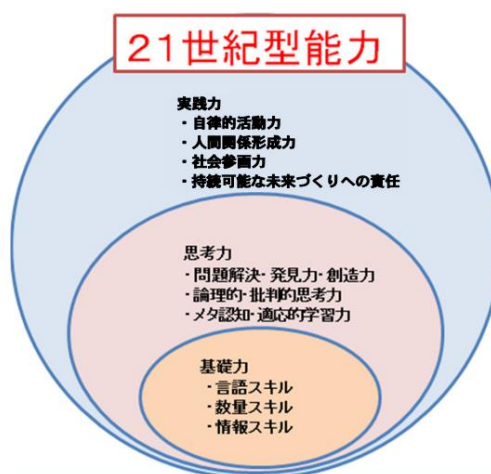 21世紀型能力
実践力
・自律的活動力
・人間関係形成力
・社会参画力
・持続可能な未来づくりへの責任
思考力
・問題解決・発見力・創造力
・論理的・批判的思考力
・メタ認知・適応的学習力
基礎力
・言語スキル
・数量スキル
・情報スキル